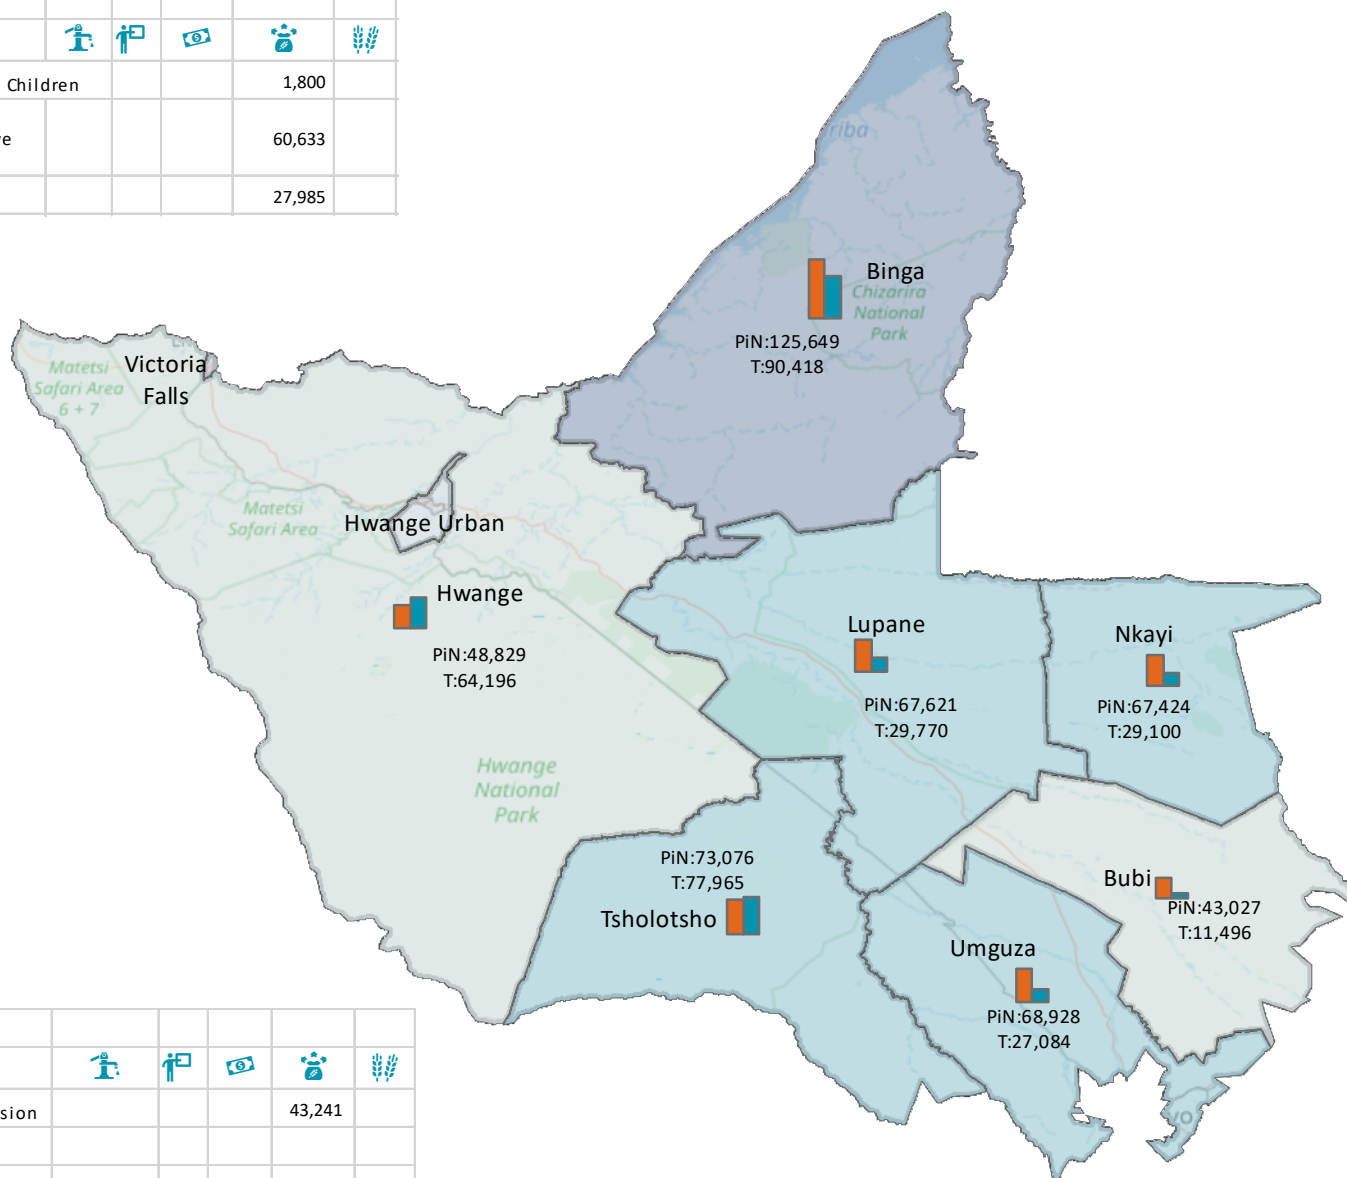 Children
1,800
60,633
27,985
Binga
Chizarira
National
Park
PiN:125,649
T:90,418
Victoria
Falls
Matetsi
Safari Area
6 + 7
Matetsi
Safari Area
Hwange Urban
Hwange
PiN:48,829
T:64,196
Lupane
PiN:67,621
T:29,770
Nkayi
PiN:67,424
T:29,100
Hwange
National
Park
PiN:73,076
T:77,965
Tsholotsho
Bubi
PiN:43,027
T:11,496
Umguza
PiN:68,928
T:27,084
43,241